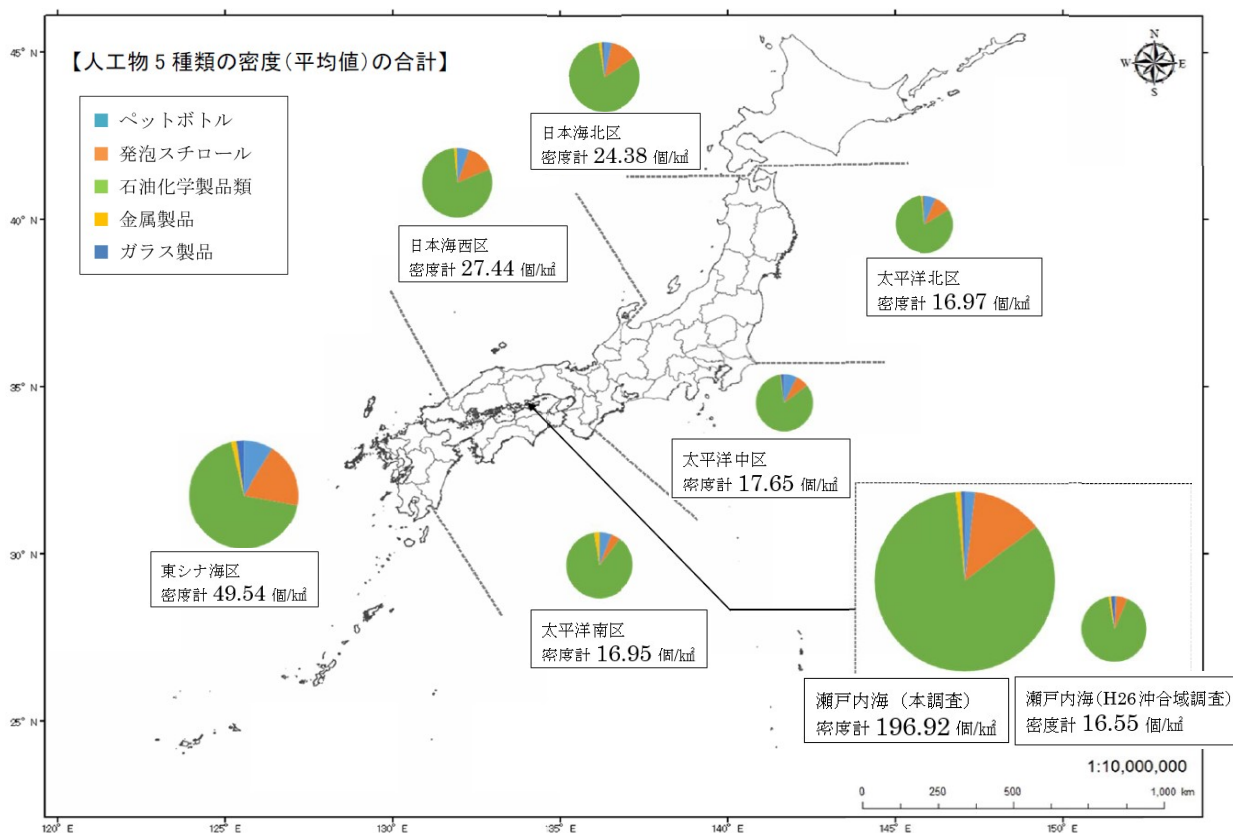 【人工物5種類の密度(平均値)の合計】
ペットボトル
発泡スチロール
石油化学製品類
金属製品
ガラス製品
N
W
E
S
日本海北区
密度計 24.38 個/㎢
日本海西区
密度計 27.44 個/㎢
太平洋北区
密度計 16.97 個/㎢
太平洋中区
密度計 17.65 個/㎢
東シナ海区
密度計 49.54 個/㎢
太平洋南区
密度計 16.95 個/㎢
瀬戸内海（本調査）
密度計 196.92 個/㎢
瀬戸内海(H26沖合域調査)
密度計 16.55 個/㎢
1:10,000,000
0 250 500 1,000 km
45° N
40° N
35° N
30° N
25° N
120° E 125° E 130° E 135° E 140° E 145° E 150° E